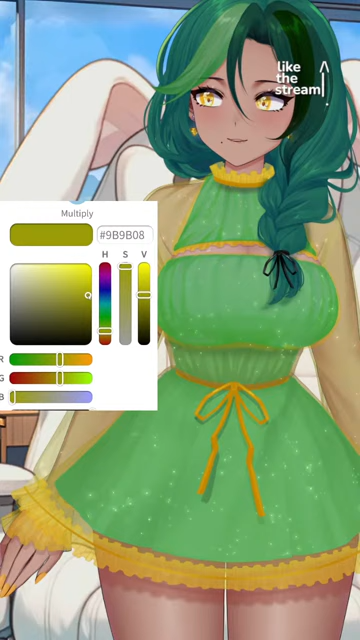 like
the
stream
Multiply
#9B9B08
H S V
R
G
B